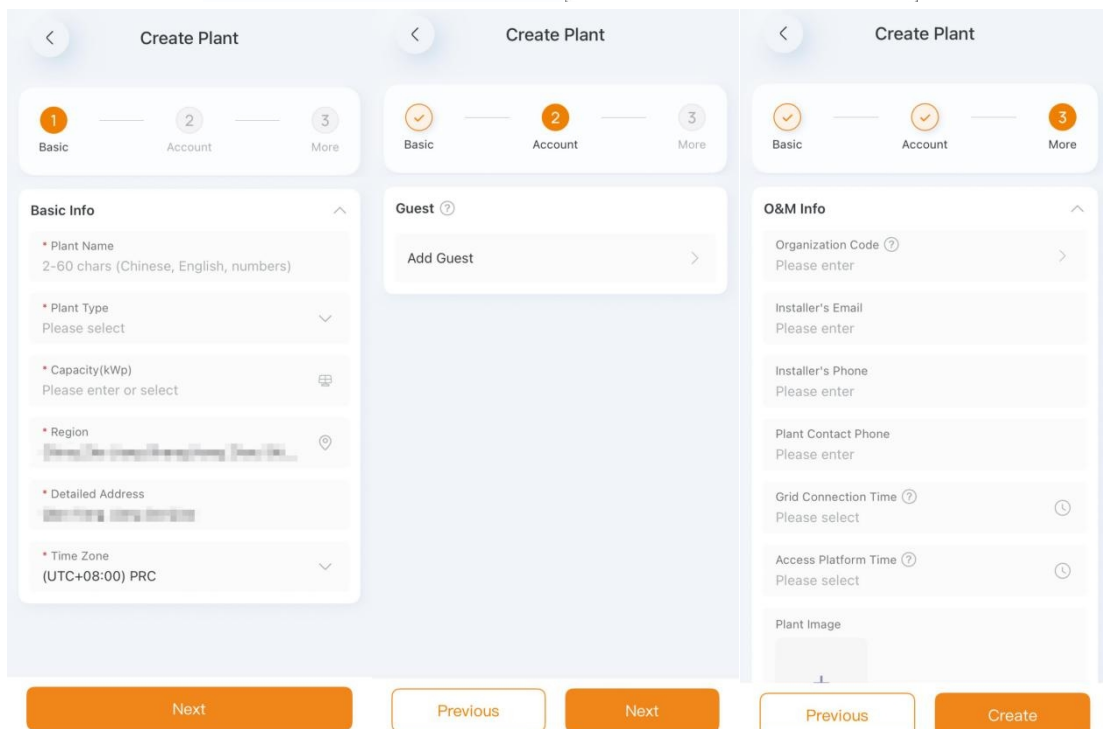 Create Plant
1
2
3
Basic
Account
More
Basic Info
* Plant Name
2-60 chars (Chinese, English, numbers)
* Plant Type
Please select
* Capacity(kWp)
Please enter or select
* Region
* Detailed Address
* Time Zone
(UTC+08:00) PRC
Next
Create Plant
2
3
Basic
Account
More
Guest ?
Add Guest
Previous
Next
Create Plant
3
Basic
Account
More
O&M Info
Organization Code ?
Please enter
Installer's Email
Please enter
Installer's Phone
Please enter
Plant Contact Phone
Please enter
Grid Connection Time ?
Please select
Access Platform Time ?
Please select
Plant Image
Previous
Create